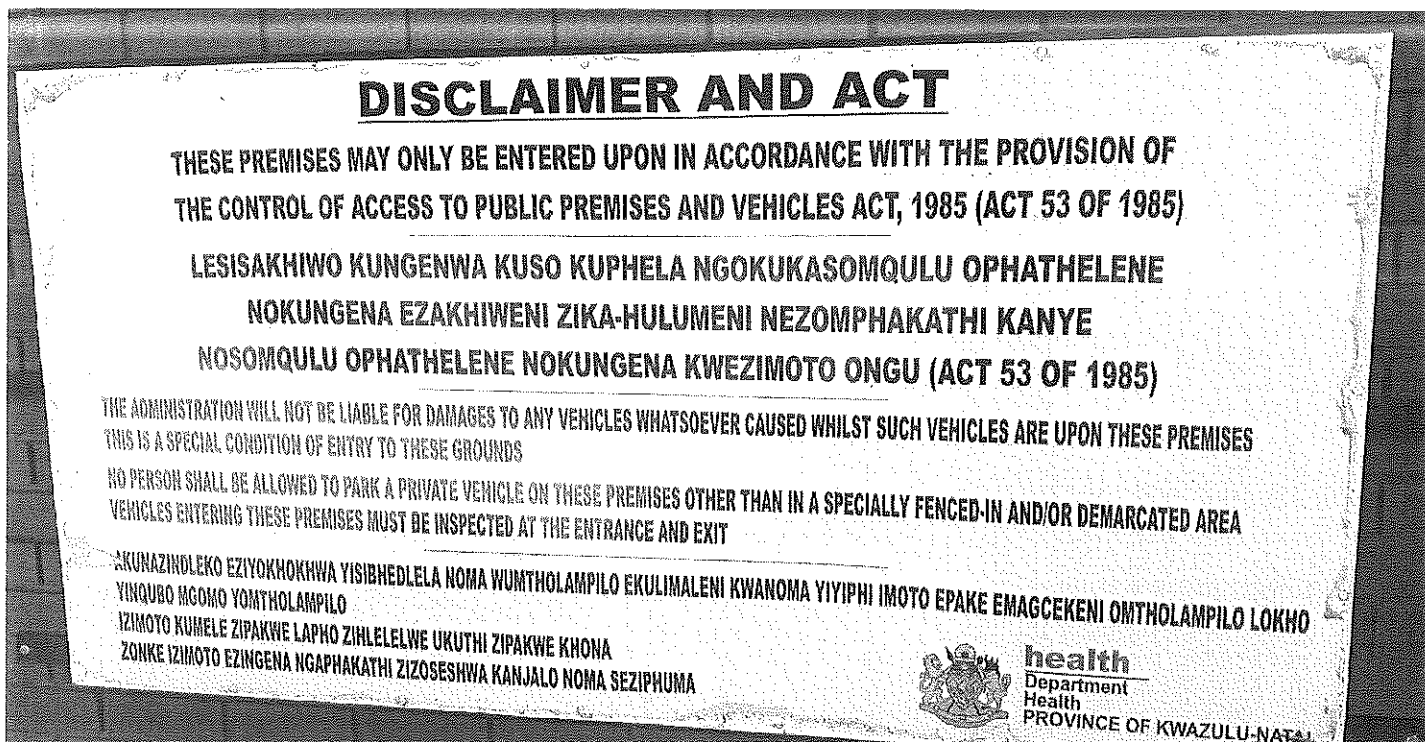 DISCLAIMER AND ACT
THESE PREMISES MAY ONLY BE ENTERED UPON IN ACCORDANCE WITH THE PROVISION OF
THE CONTROL OF ACCESS TO PUBLIC PREMISES AND VEHICLES ACT, 1985 (ACT 53 OF 1985)
LESISAKHIWO KUNGENWA KUSO KUPHELA NGOKUKASOMQULU OPHATHELENE
NOKUNGENA EZAKHIWENI ZIKA-HULUMENI NEZOMPHAKATHI KANYE
NOSOMQULU OPHATHELENE NOKUNGENA KWEZIMOTO ONGU (ACT 53 OF 1985)
THE ADMINISTRATION WILL NOT BE LIABLE FOR DAMAGES TO ANY VEHICLES WHATSOEVER CAUSED WHILST SUCH VEHICLES ARE UPON THESE PREMISES
THIS IS A SPECIAL CONDITION OF ENTRY TO THESE GROUNDS
NO PERSON SHALL BE ALLOWED TO PARK A PRIVATE VEHICLE ON THESE PREMISES OTHER THAN IN A SPECIALLY FENCED-IN AND/OR DEMARCATED AREA
VEHICLES ENTERING THESE PREMISES MUST BE INSPECTED AT THE ENTRANCE AND EXIT
AKUNAZINDLEKO EZIYOKHOKHWA YISIBHEDLELA NOMA WUMTHOLAMPILO EKULIMALENI KWANOMA YIYIPHI IMOTO EPAKE EMAGCEKENI OMTHOLAMPILO LOKHO
YINQUBO MGOMO YOMTHOLAMPILO
IZIMOTO KUMELE ZIPAKWE LAPHO ZIHLELELWE UKUTHI ZIPAKWE KHONA
ZONKE IZIMOTO EZINGENA NGAPHAKATHI ZIZOSESHWA KANJALO NOMA SEZIPHUMA
health
Department
Health
PROVINCE OF KWAZULU-NATAL